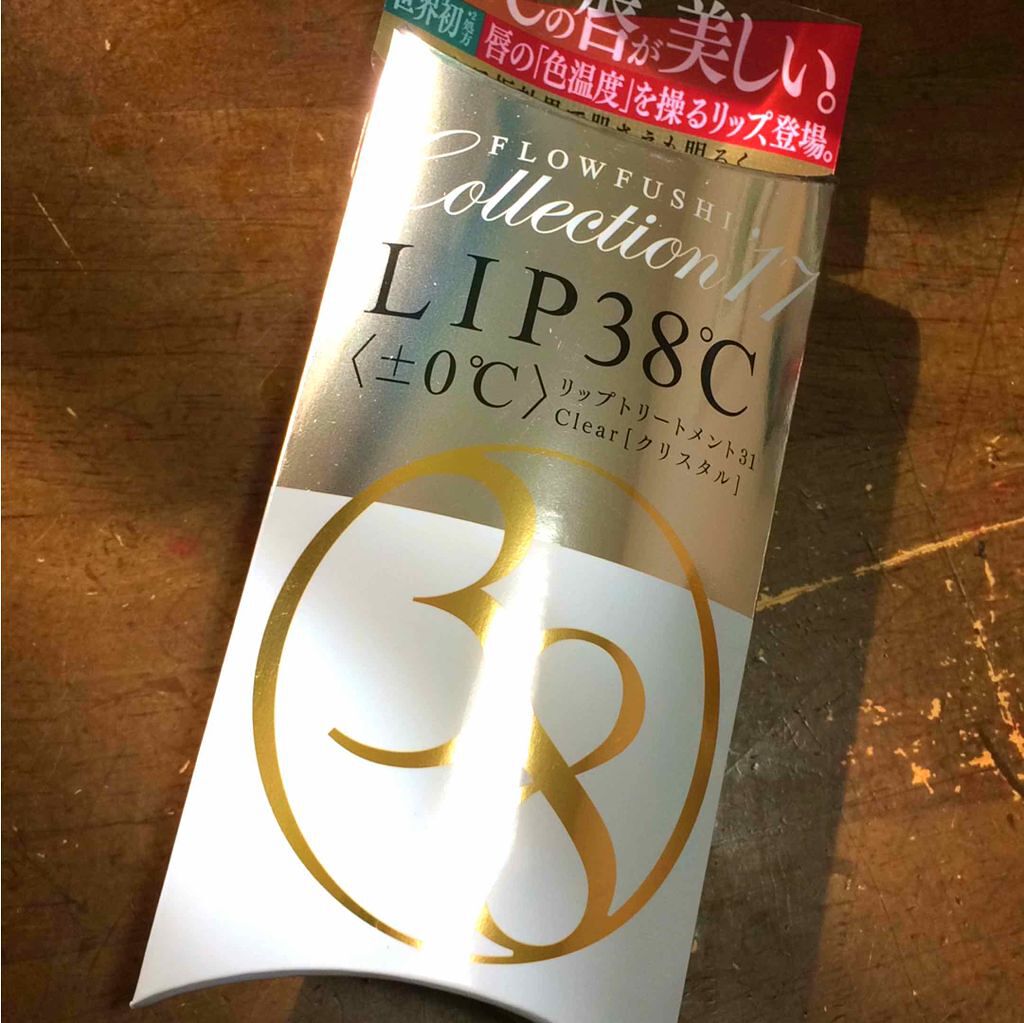 の唇が美しい。
世界初 処方
唇の「色温度」を操るリップ登場。
FLOWFUSHI
Collection'17
LIP38℃
〈±0℃〉
リップトリートメント31
Clear[クリスタル]
38